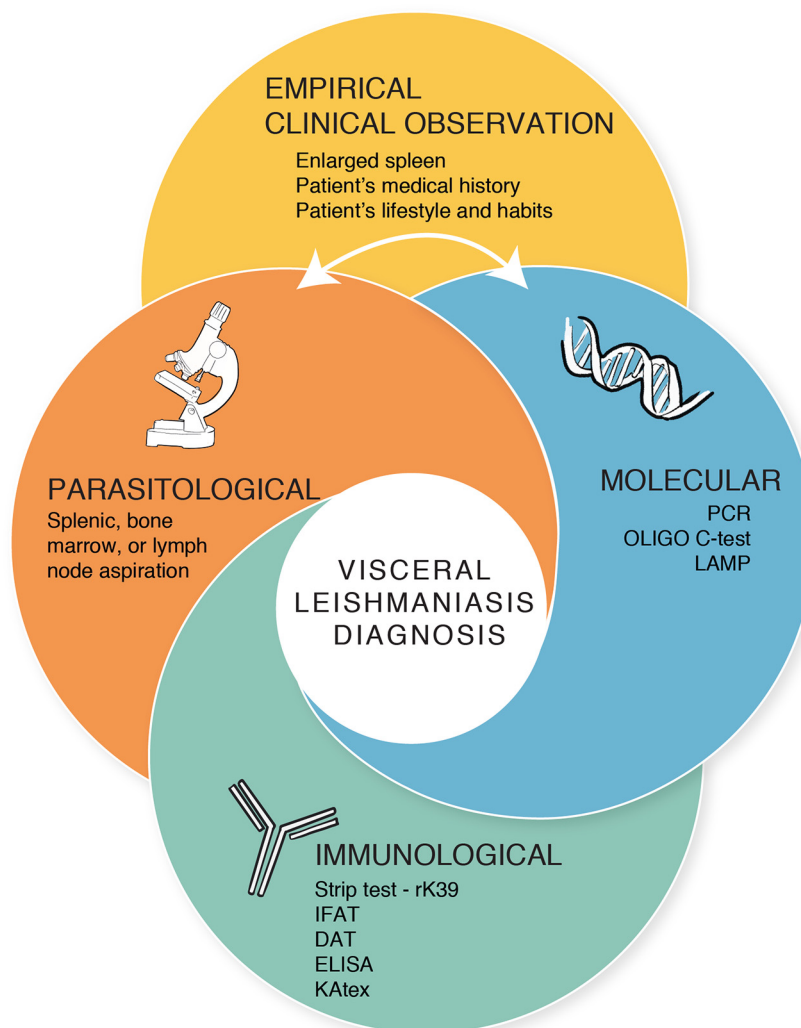 EMPIRICAL
CLINICAL OBSERVATION
Enlarged spleen
Patient's medical history
Patient's lifestyle and habits
PARASITOLOGICAL
Splenic, bone
marrow, or lymph
node aspiration
MOLECULAR
PCR
OLIGO C-test
LAMP
VISCERAL
LEISHMANIASIS
DIAGNOSIS
IMMUNOLOGICAL
Strip test - rK39
IFAT
DAT
ELISA
KAtex